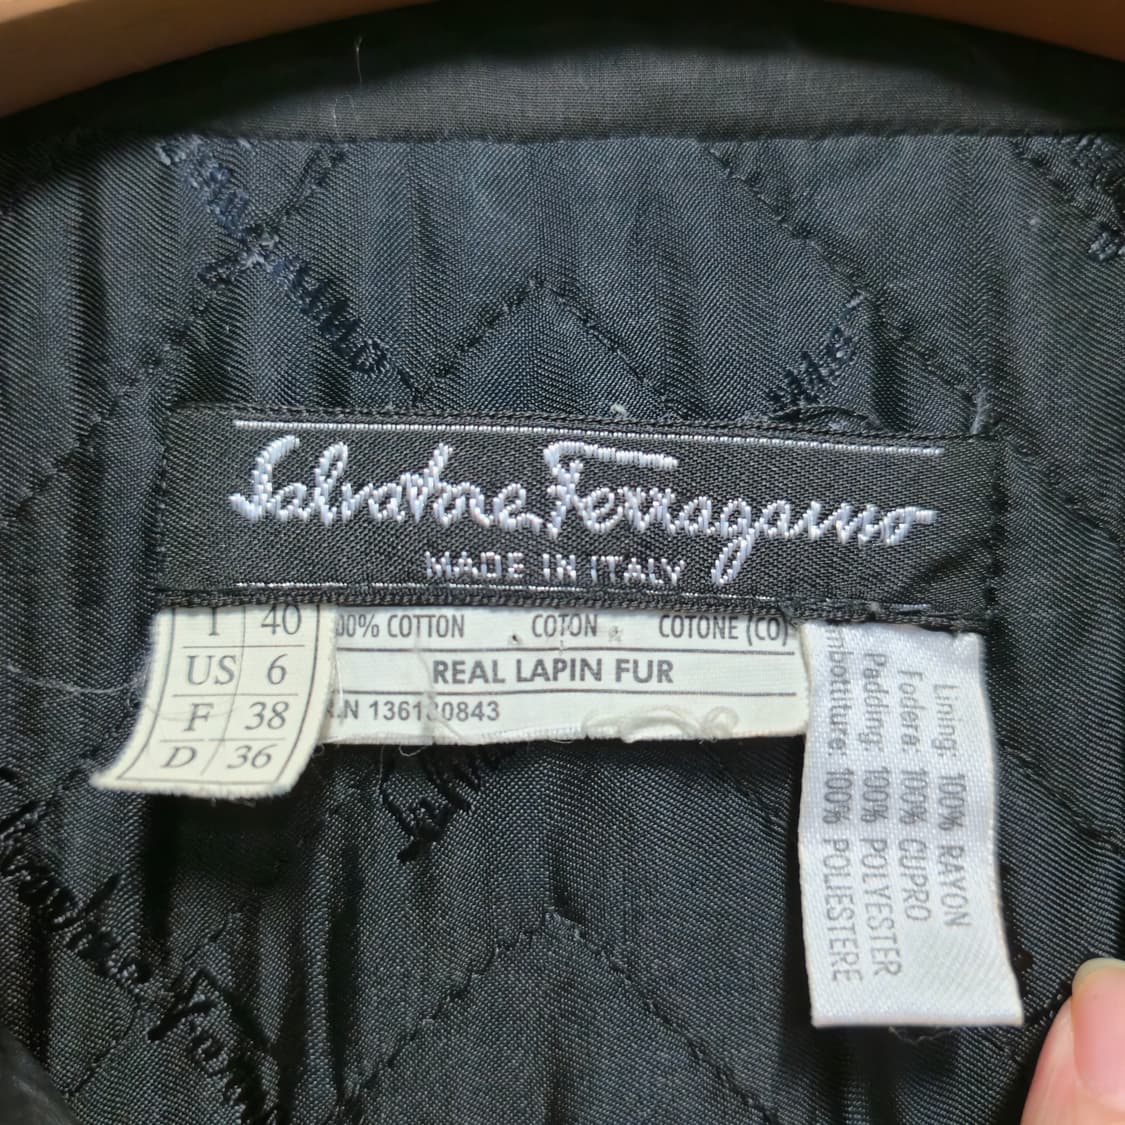 Salvatore Ferragamo
MADE IN ITALY
I 40
US 6
F 38
D 36
00% COTTON COTON COTONE (CO)
REAL LAPIN FUR
.N 136130843
Lining: 100% RAYON
Fodera: 100% CUPRO
Padding: 100% POLYESTER
mbottiture: 100% POLIESTERE